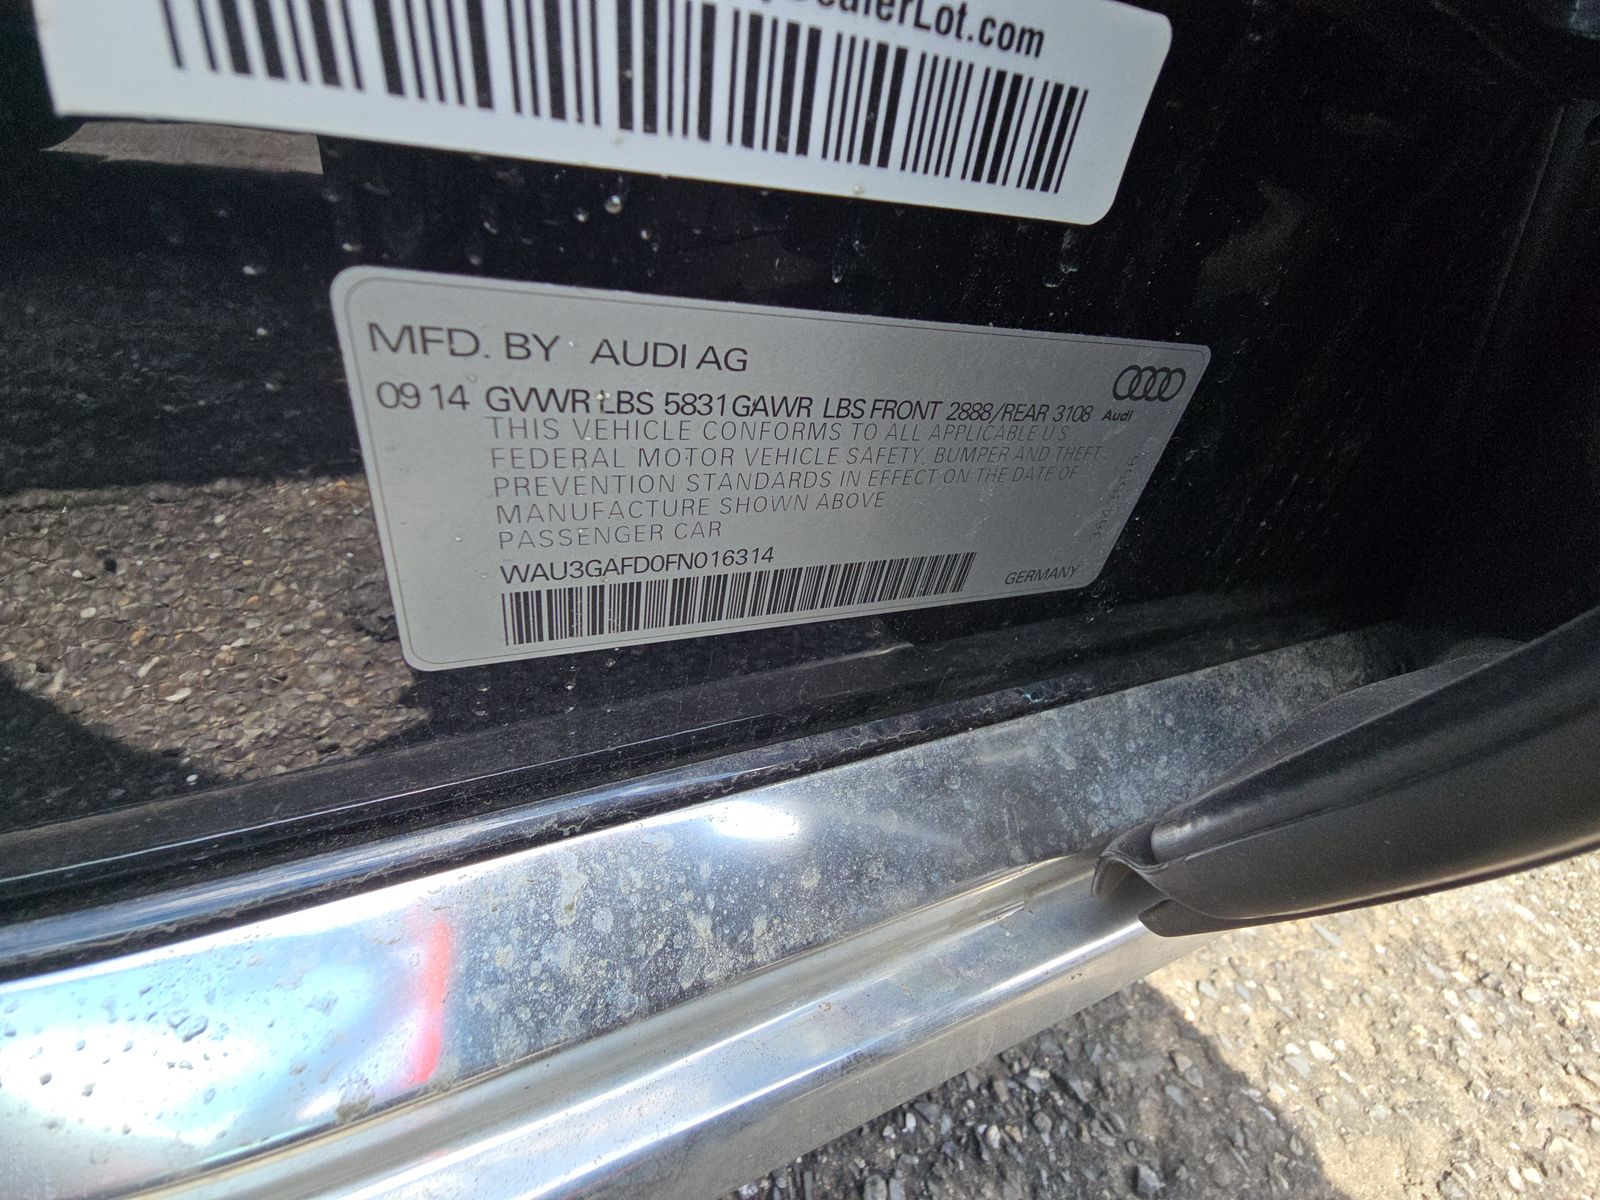 DealerLot.com
MFD. BY AUDI AG
09 14 GVWR LBS 5831 GAWR LBS FRONT 2888/REAR 3108 Audi
THIS VEHICLE CONFORMS TO ALL APPLICABLE U.S
FEDERAL MOTOR VEHICLE SAFETY, BUMPER AND THEFT
PREVENTION STANDARDS IN EFFECT ON THE DATE OF
MANUFACTURE SHOWN ABOVE
PASSENGER CAR
WAU3GAFD0FN016314
GERMANY